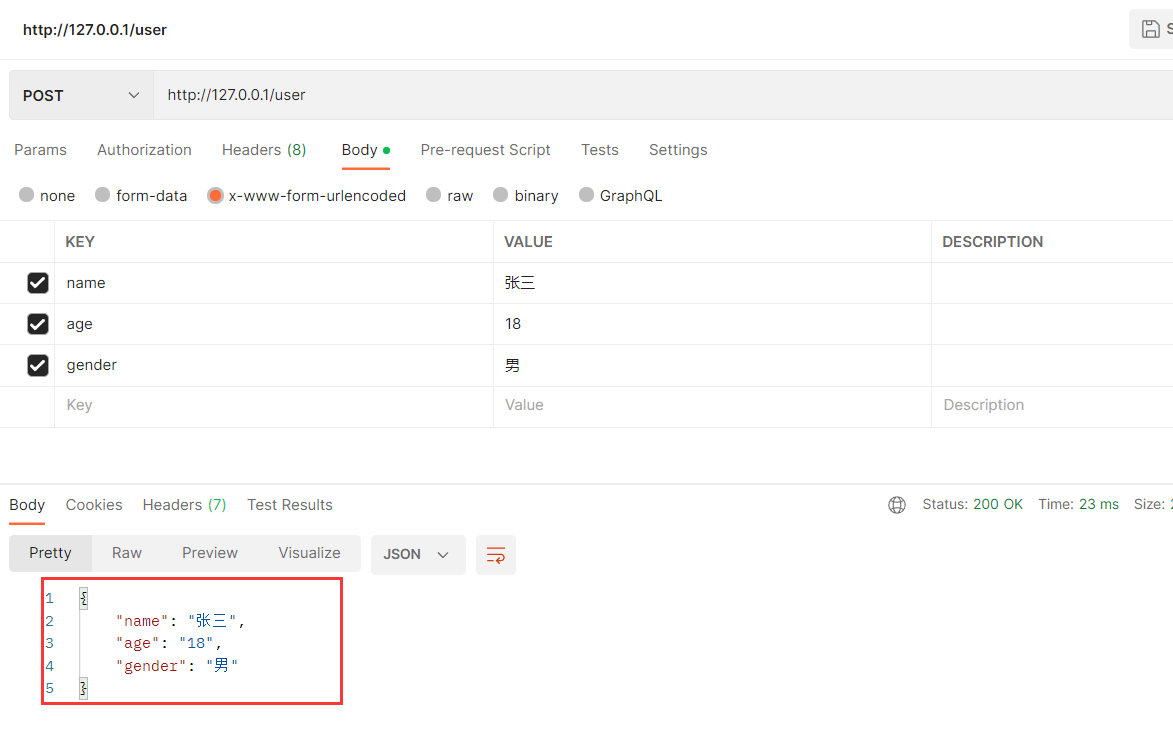 http://127.0.0.1/user
POST http://127.0.0.1/user
Params Authorization Headers (8) Body Pre-request Script Tests Settings
none form-data x-www-form-urlencoded raw binary GraphQL
KEY VALUE DESCRIPTION
name 张三
age 18
gender 男
Key Value Description
Body Cookies Headers (7) Test Results Status: 200 OK Time: 23 ms Size:
Pretty Raw Preview Visualize JSON
1 {
2 "name": "张三",
3 "age": "18",
4 "gender": "男"
5 }